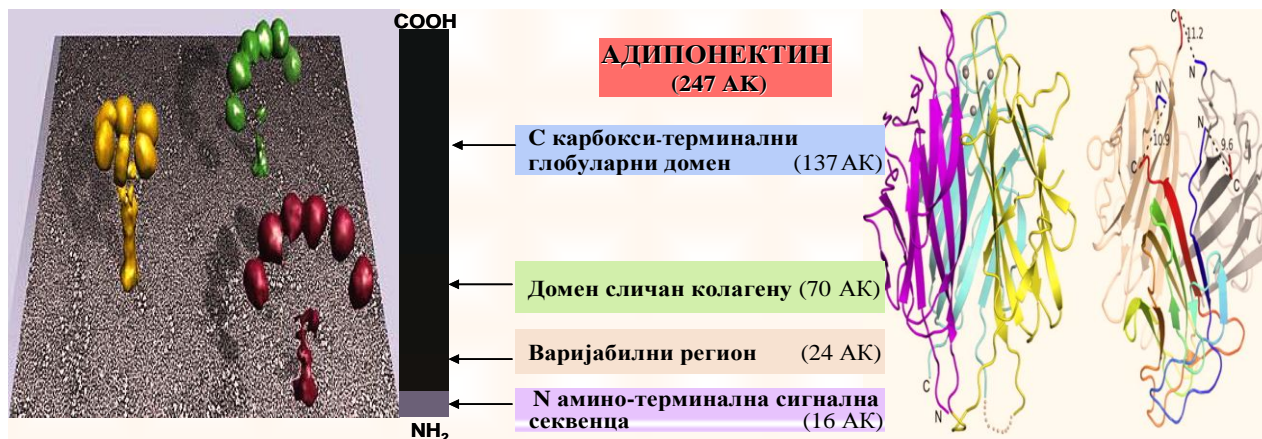 COOH
АДИПОНЕКТИН
(247 АК)
С карбокси-терминални
глобуларни домен (137 АК)
Домен сличан колагену (70 АК)
Варијабилни регион (24 АК)
N амино-терминална сигнална
секвенца (16 АК)
NH₂
C
N
C
11.2
N
N
10.9
C
9.6
C